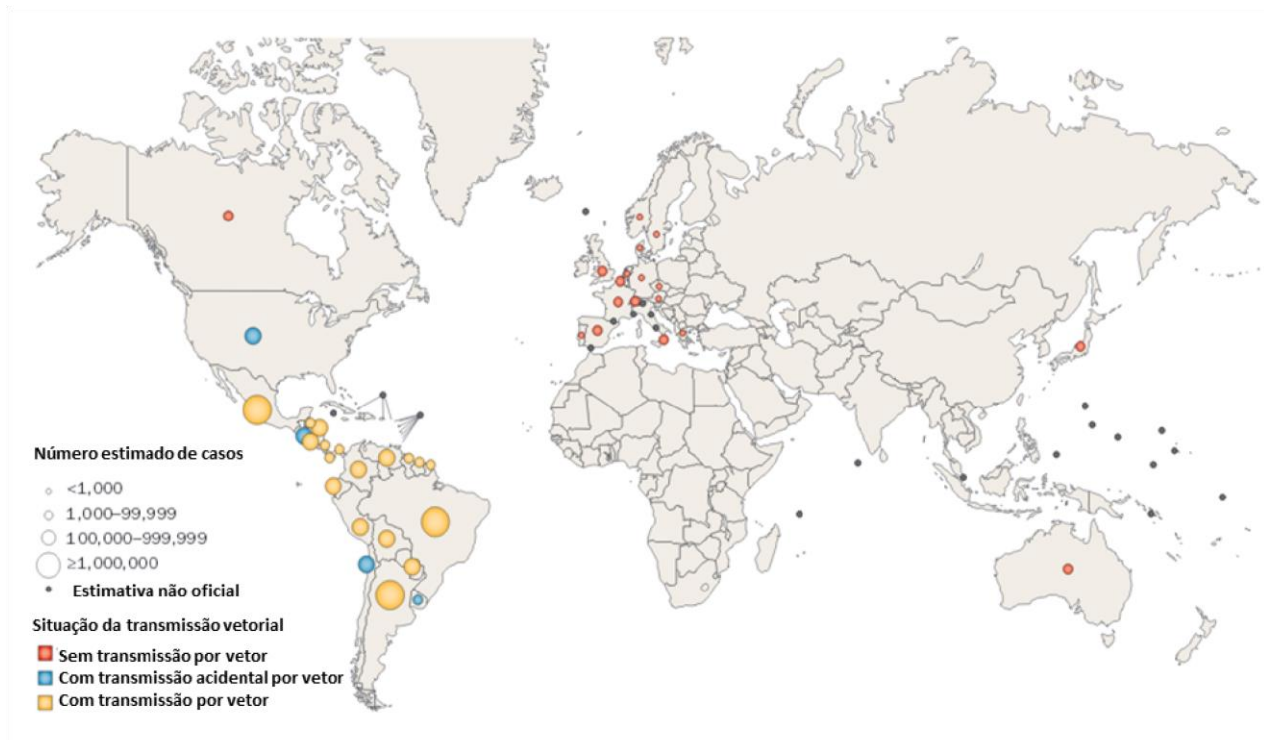 Número estimado de casos
<1,000
1,000–99,999
100,000–999,999
≥1,000,000
Estimativa não oficial
Situação da transmissão vetorial
Sem transmissão por vetor
Com transmissão acidental por vetor
Com transmissão por vetor